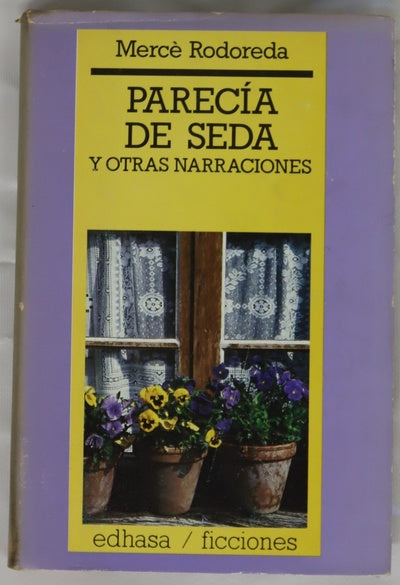 Mercè Rodoreda
PARECÍA
DE SEDA
Y OTRAS NARRACIONES
edhasa / ficciones